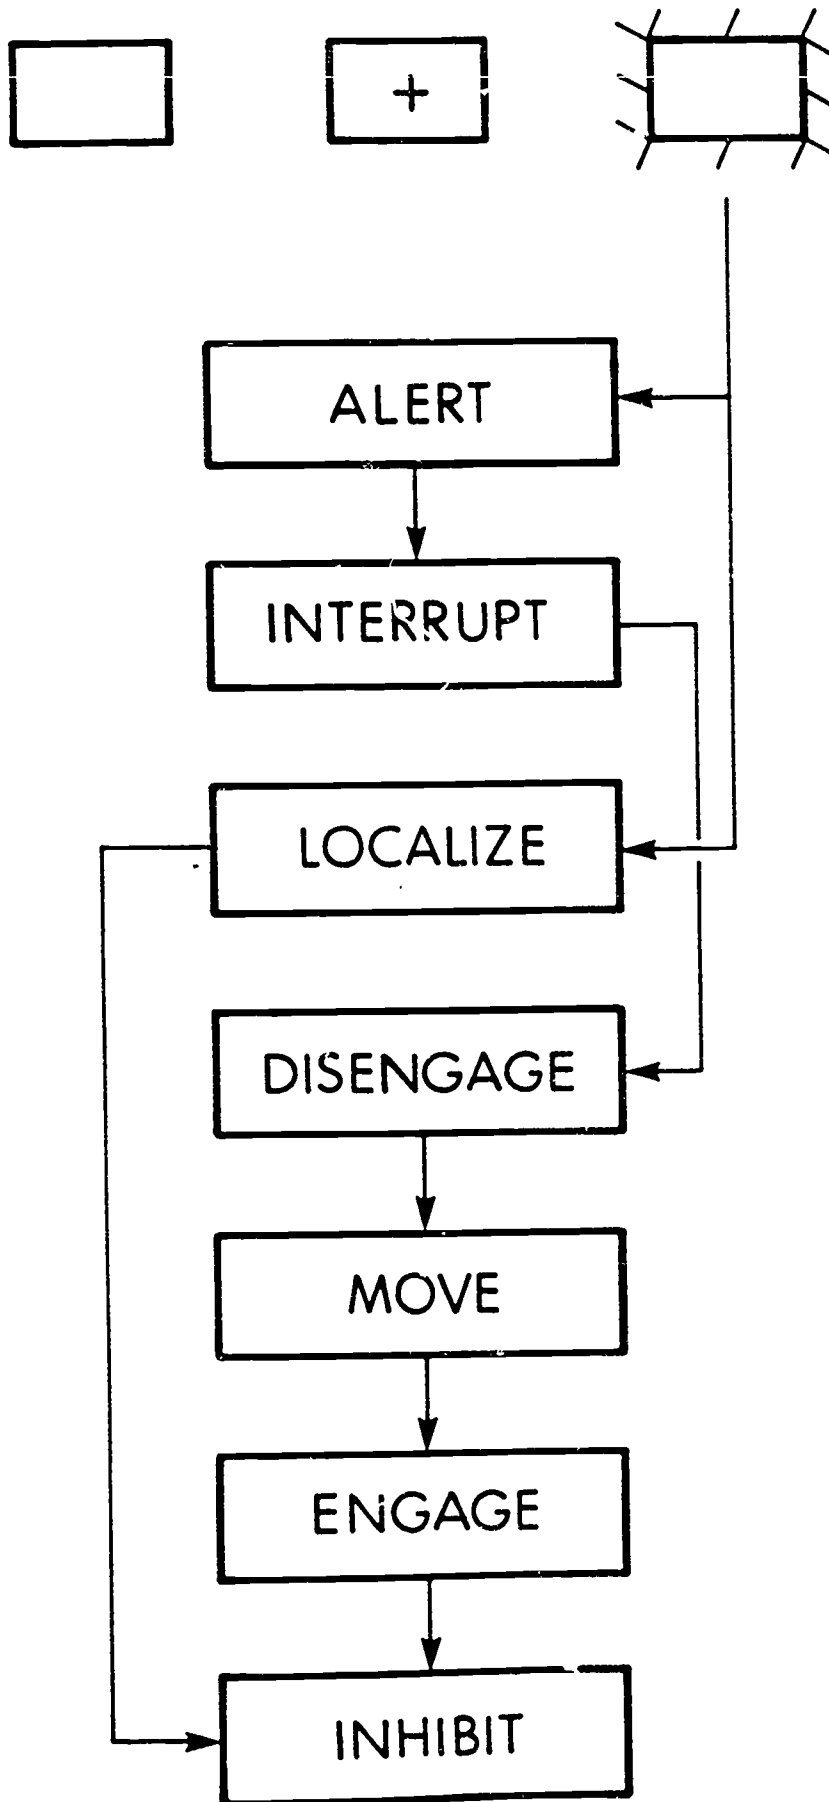 +
ALERT
INTERRUPT
LOCALIZE
DISENGAGE
MOVE
ENGAGE
INHIBIT